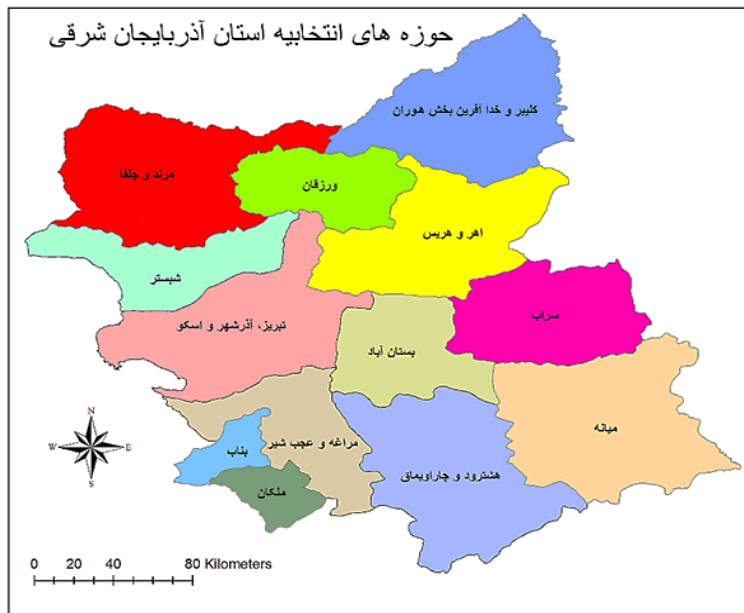 حوزه های انتخابیه استان آذربایجان شرقی
کلیبر و خدا آفرین بخش هوران
مرند و جلفا
ورزقان
اهر و هریس
شبستر
تبریز، آذرشهر و اسکو
سراب
بستان آباد
میانه
مراغه و عجب شیر
بناب
هشترود و چاراویماق
ملکان
N
W E
S
0 20 40 80 Kilometers